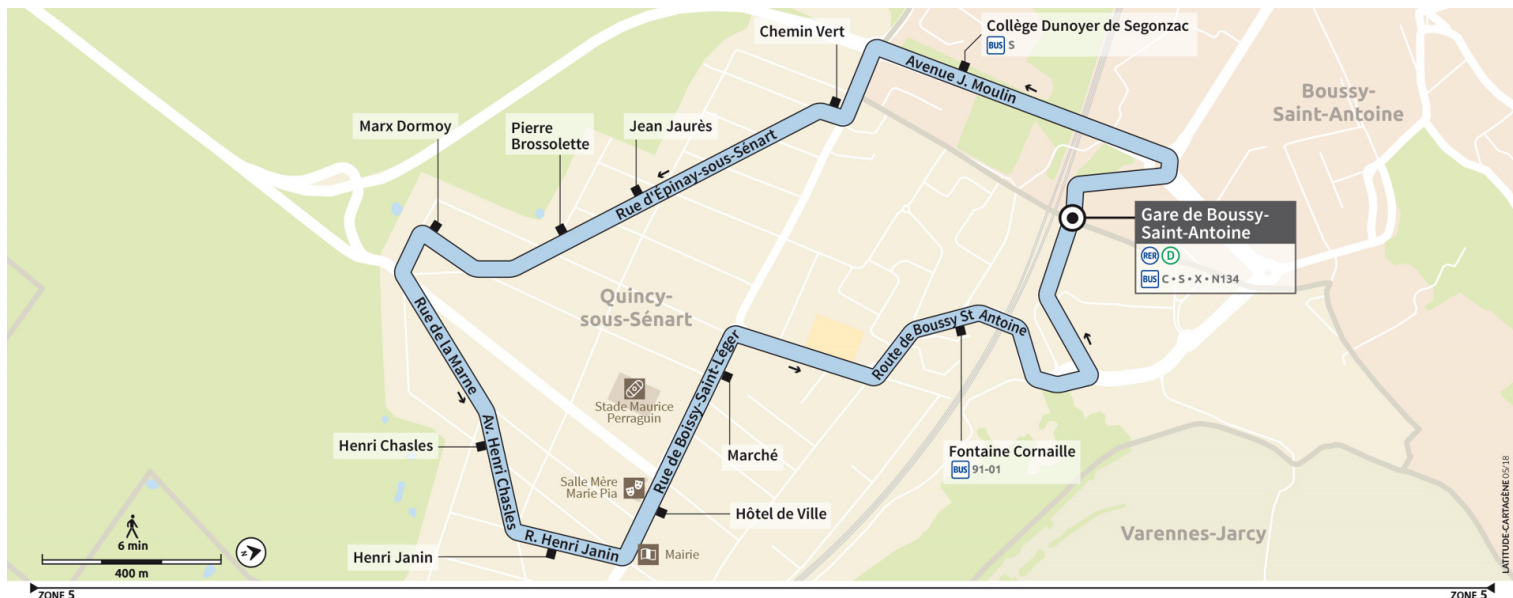 Collège Dunoyer de Segonzac
BUS S
Chemin Vert
Avenue J. Moulin
Boussy-
Saint-Antoine
Marx Dormoy
Pierre
Brossolette
Jean Jaurès
Rue d'Épinay-sous-Sénart
Gare de Boussy-
Saint-Antoine
RER D
BUS C • S • X • N134
Quincy-
sous-Sénart
Rue de la Marne
Route de Boussy St Antoine
Rue de Boissy-Saint-Léger
Stade Maurice
Perraguin
Av. Henri Chasles
Henri Chasles
Marché
Fontaine Cornaille
BUS 91-01
Salle Mère
Marie Pia
Hôtel de Ville
Varennes-Jarcy
R. Henri Janin
Henri Janin
Mairie
6 min
400 m
N
LATITUDE-CARTAGÈNE 05/18
ZONE 5
ZONE 5